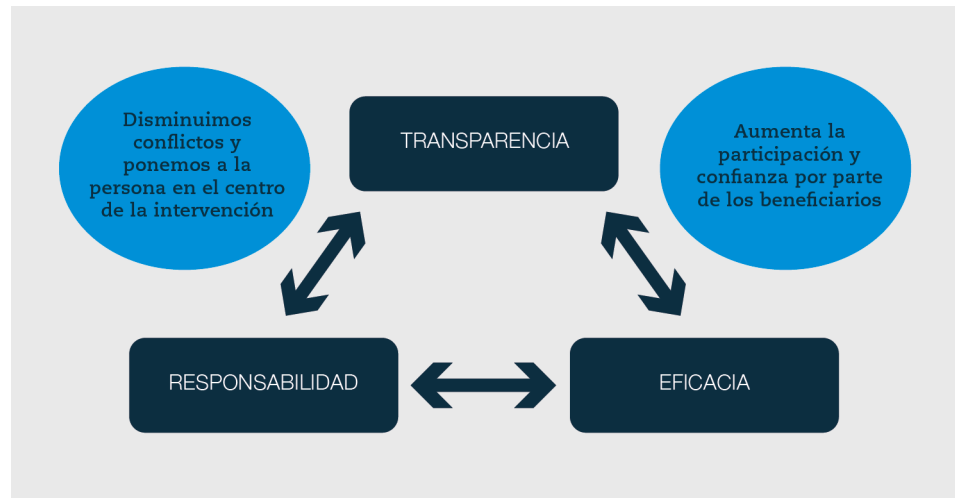 Disminuimos
conflictos y
ponemos a la
persona en el centro
de la intervención
TRANSPARENCIA
Aumenta la
participación y
confianza por parte
de los beneficiarios
RESPONSABILIDAD
EFICACIA